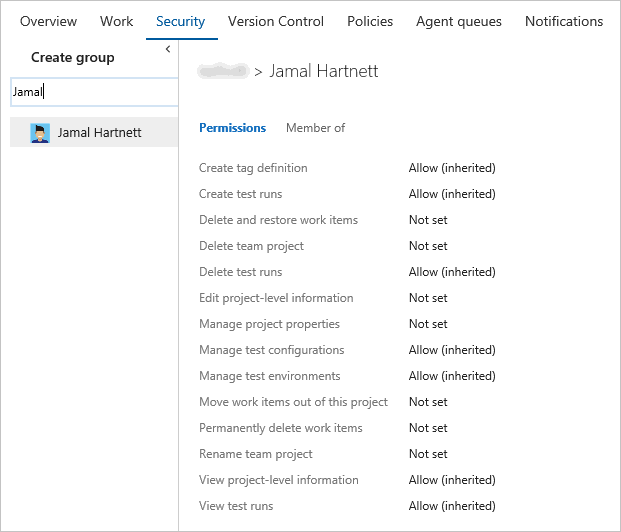 Overview Work Security Version Control Policies Agent queues Notifications
Create group
Jamal
Jamal Hartnett
> Jamal Hartnett
Permissions Member of
Create tag definition Allow (inherited)
Create test runs Allow (inherited)
Delete and restore work items Not set
Delete team project Not set
Delete test runs Allow (inherited)
Edit project-level information Not set
Manage project properties Not set
Manage test configurations Allow (inherited)
Manage test environments Allow (inherited)
Move work items out of this project Not set
Permanently delete work items Not set
Rename team project Not set
View project-level information Allow (inherited)
View test runs Allow (inherited)